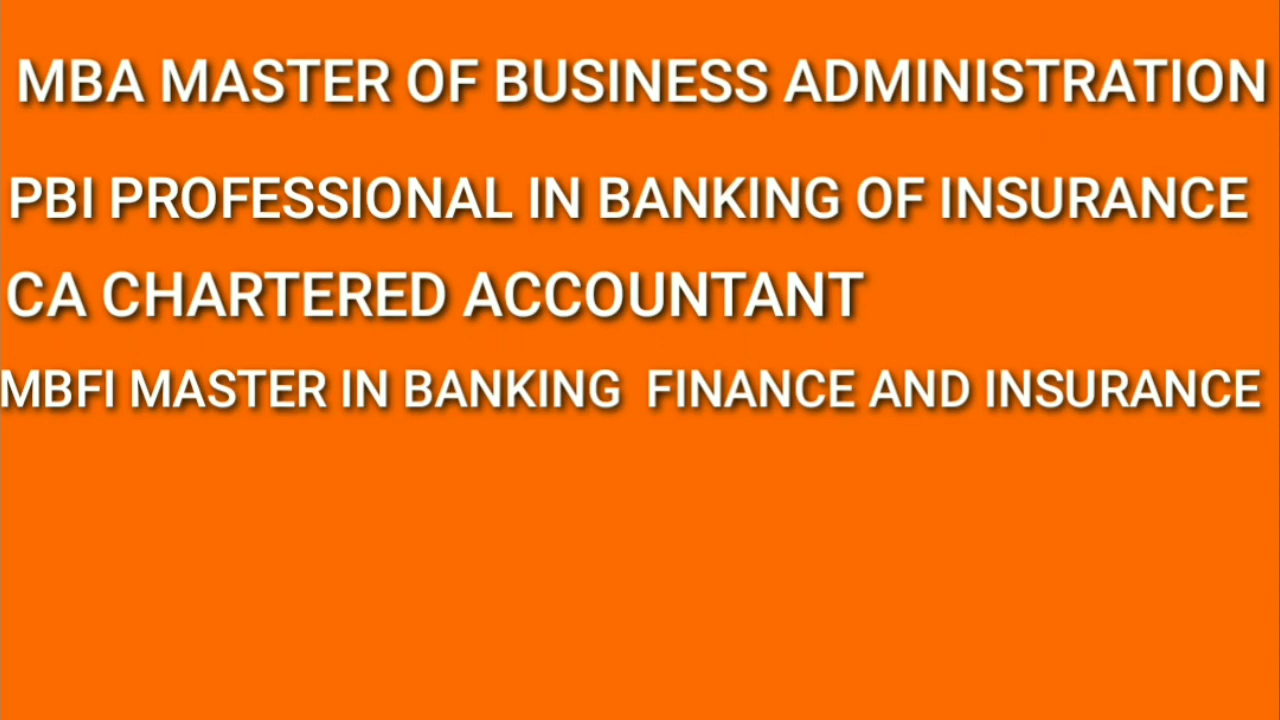 MBA MASTER OF BUSINESS ADMINISTRATION
PBI PROFESSIONAL IN BANKING OF INSURANCE
CA CHARTERED ACCOUNTANT
MBFI MASTER IN BANKING  FINANCE AND INSURANCE